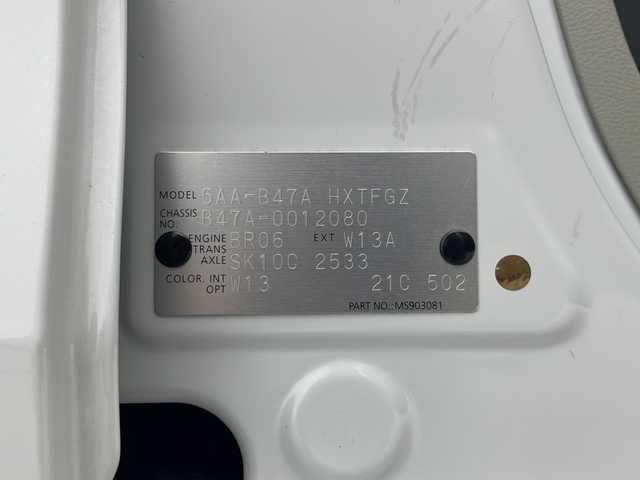 MODEL 5AA-B47A HXTFGZ
CHASSIS NO. B47A-0012080
ENGINE BR06 EXT W13A
TRANS AXLE SK10C 2533
COLOR. INT OPT W13 21C 502
PART NO.:MS903081